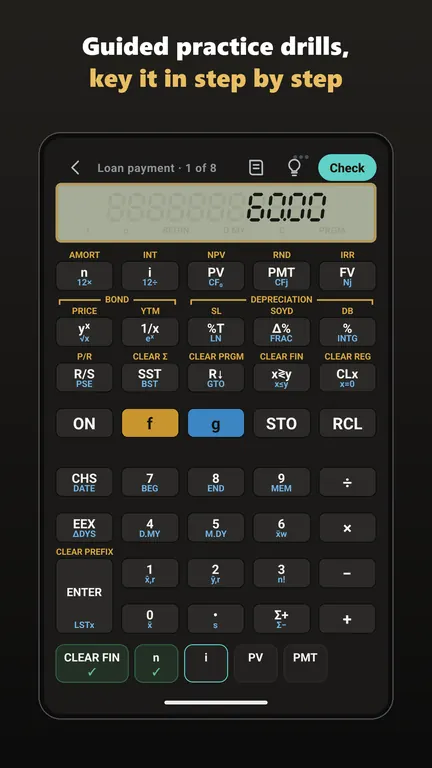 Guided practice drills,
key it in step by step
Loan payment · 1 of 8
Check
60.00
AMORT INT NPV RND IRR
n i PV PMT FV
12× 12÷ CF₀ CFj Nj
BOND DEPRECIATION
PRICE YTM SL SOYD DB
yˣ 1/x %T Δ% %
√x eˣ LN FRAC INTG
P/R CLEAR Σ CLEAR PRGM CLEAR FIN CLEAR REG
R/S SST R↓ x≷y CLx
PSE BST GTO x≤y x=0
ON f g STO RCL
CHS 7 8 9 ÷
DATE BEG END MEM
EEX 4 5 6 ×
ΔDYS D.MY M.DY x̄w
CLEAR PREFIX
1 2 3 −
x̂,r ŷ,r n!
ENTER
0 · Σ+ +
LSTx x̄ s Σ−
CLEAR FIN n i PV PMT
✓ ✓